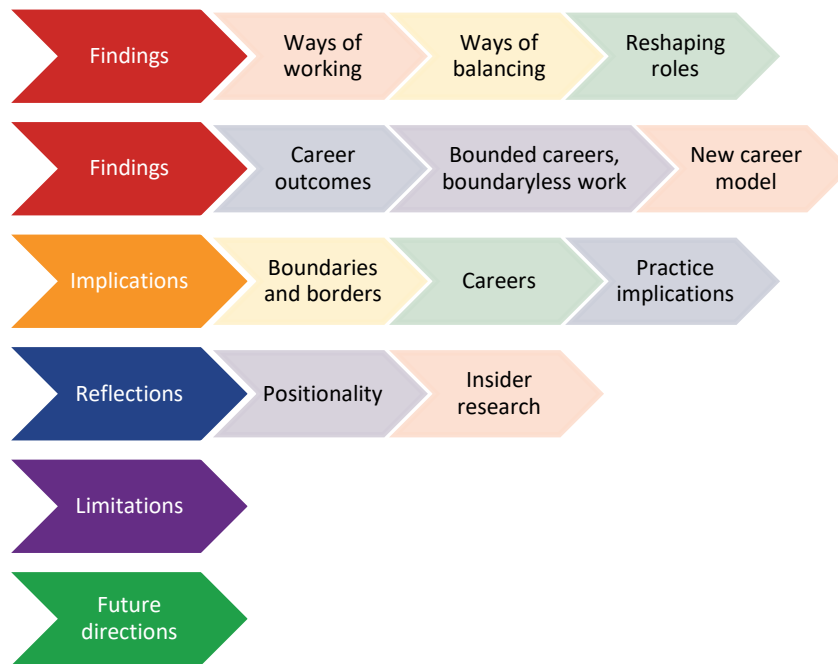 Findings
Ways of
working
Ways of
balancing
Reshaping
roles
Findings
Career
outcomes
Bounded careers,
boundaryless work
New career
model
Implications
Boundaries
and borders
Careers
Practice
implications
Reflections
Positionality
Insider
research
Limitations
Future
directions